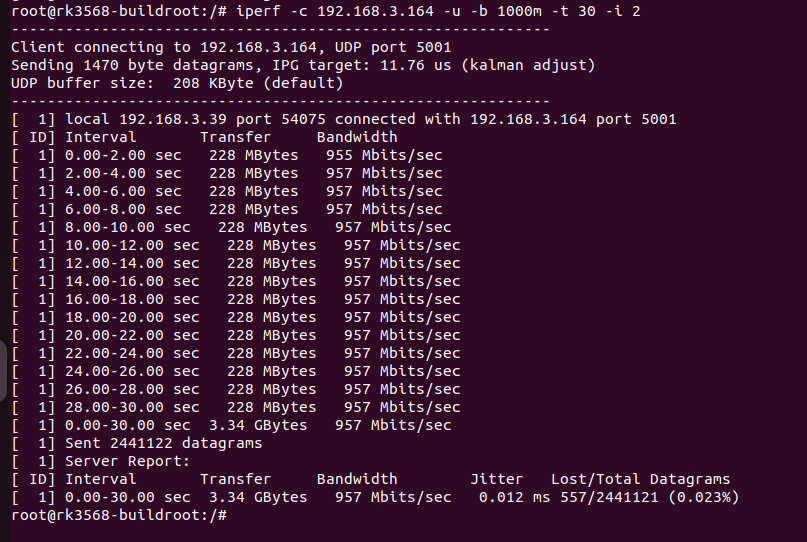 root@rk3568-buildroot:/# iperf -c 192.168.3.164 -u -b 1000m -t 30 -i 2
------------------------------------------------------------
Client connecting to 192.168.3.164, UDP port 5001
Sending 1470 byte datagrams, IPG target: 11.76 us (kalman adjust)
UDP buffer size:  208 KByte (default)
------------------------------------------------------------
[  1] local 192.168.3.39 port 54075 connected with 192.168.3.164 port 5001
[ ID] Interval       Transfer     Bandwidth
[  1] 0.00-2.00 sec   228 MBytes   955 Mbits/sec
[  1] 2.00-4.00 sec   228 MBytes   957 Mbits/sec
[  1] 4.00-6.00 sec   228 MBytes   957 Mbits/sec
[  1] 6.00-8.00 sec   228 MBytes   957 Mbits/sec
[  1] 8.00-10.00 sec   228 MBytes   957 Mbits/sec
[  1] 10.00-12.00 sec   228 MBytes   957 Mbits/sec
[  1] 12.00-14.00 sec   228 MBytes   957 Mbits/sec
[  1] 14.00-16.00 sec   228 MBytes   957 Mbits/sec
[  1] 16.00-18.00 sec   228 MBytes   957 Mbits/sec
[  1] 18.00-20.00 sec   228 MBytes   957 Mbits/sec
[  1] 20.00-22.00 sec   228 MBytes   957 Mbits/sec
[  1] 22.00-24.00 sec   228 MBytes   957 Mbits/sec
[  1] 24.00-26.00 sec   228 MBytes   957 Mbits/sec
[  1] 26.00-28.00 sec   228 MBytes   957 Mbits/sec
[  1] 28.00-30.00 sec   228 MBytes   957 Mbits/sec
[  1] 0.00-30.00 sec  3.34 GBytes   957 Mbits/sec
[  1] Sent 2441122 datagrams
[  1] Server Report:
[ ID] Interval       Transfer     Bandwidth        Jitter   Lost/Total Datagrams
[  1] 0.00-30.00 sec  3.34 GBytes   957 Mbits/sec   0.012 ms 557/2441121 (0.023%)
root@rk3568-buildroot:/#